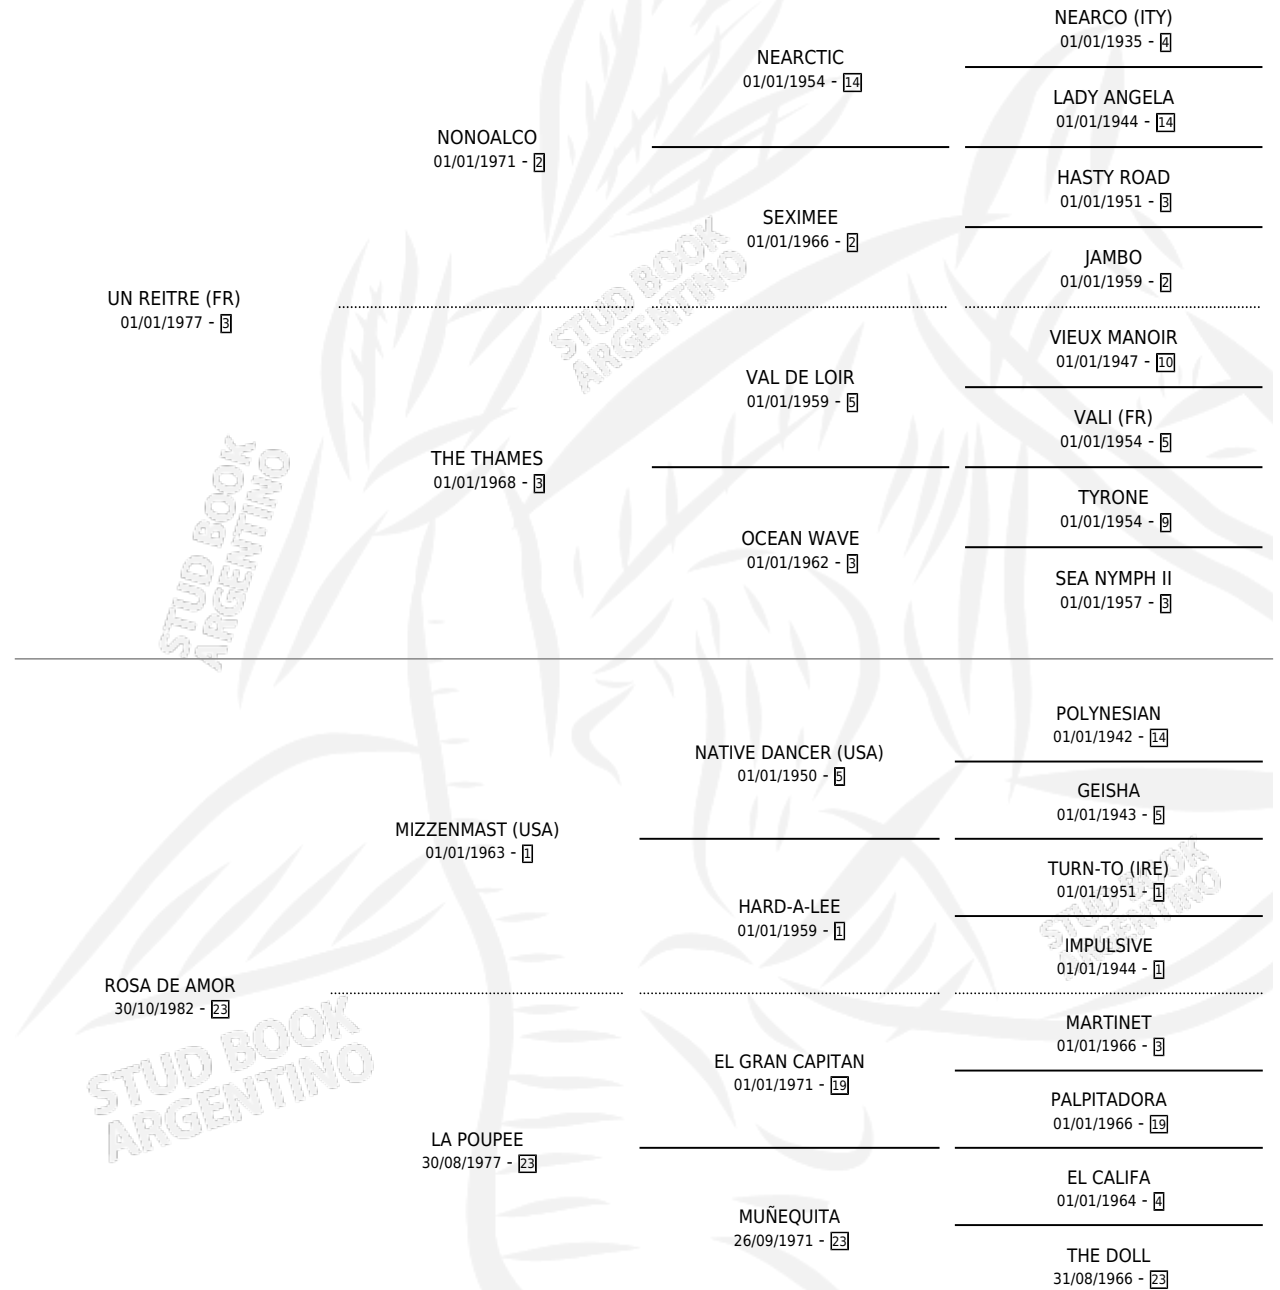 NEARCO (ITY)
01/01/1935 - 4
NEARCTIC
01/01/1954 - 14
LADY ANGELA
01/01/1944 - 14
NONOALCO
01/01/1971 - 2
HASTY ROAD
01/01/1951 - 3
SEXIMEE
01/01/1966 - 2
JAMBO
01/01/1959 - 2
UN REITRE (FR)
01/01/1977 - 3
VIEUX MANOIR
01/01/1947 - 10
VAL DE LOIR
01/01/1959 - 5
VALI (FR)
01/01/1954 - 5
THE THAMES
01/01/1968 - 3
TYRONE
01/01/1954 - 9
OCEAN WAVE
01/01/1962 - 3
SEA NYMPH II
01/01/1957 - 3
POLYNESIAN
01/01/1942 - 14
NATIVE DANCER (USA)
01/01/1950 - 5
GEISHA
01/01/1943 - 5
MIZZENMAST (USA)
01/01/1963 - 1
TURN-TO (IRE)
01/01/1951 - 1
HARD-A-LEE
01/01/1959 - 1
IMPULSIVE
01/01/1944 - 1
ROSA DE AMOR
30/10/1982 - 23
MARTINET
01/01/1966 - 3
EL GRAN CAPITAN
01/01/1971 - 19
PALPITADORA
01/01/1966 - 19
LA POUPEE
30/08/1977 - 23
EL CALIFA
01/01/1964 - 4
MUÑEQUITA
26/09/1971 - 23
THE DOLL
31/08/1966 - 23
STUD BOOK
ARGENTINO
STUD BOOK
ARGENTINO
STUD BOOK
ARGENTINO
STUD BOOK
ARGENTINO